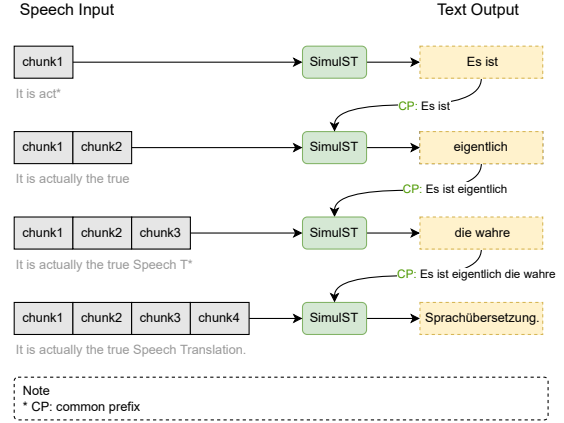 Speech Input
Text Output
chunk1
SimulST
Es ist
It is act*
CP: Es ist
chunk1 chunk2
SimulST
eigentlich
It is actually the true
CP: Es ist eigentlich
chunk1 chunk2 chunk3
SimulST
die wahre
It is actually the true Speech T*
CP: Es ist eigentlich die wahre
chunk1 chunk2 chunk3 chunk4
SimulST
Sprachübersetzung.
It is actually the true Speech Translation.
Note
* CP: common prefix